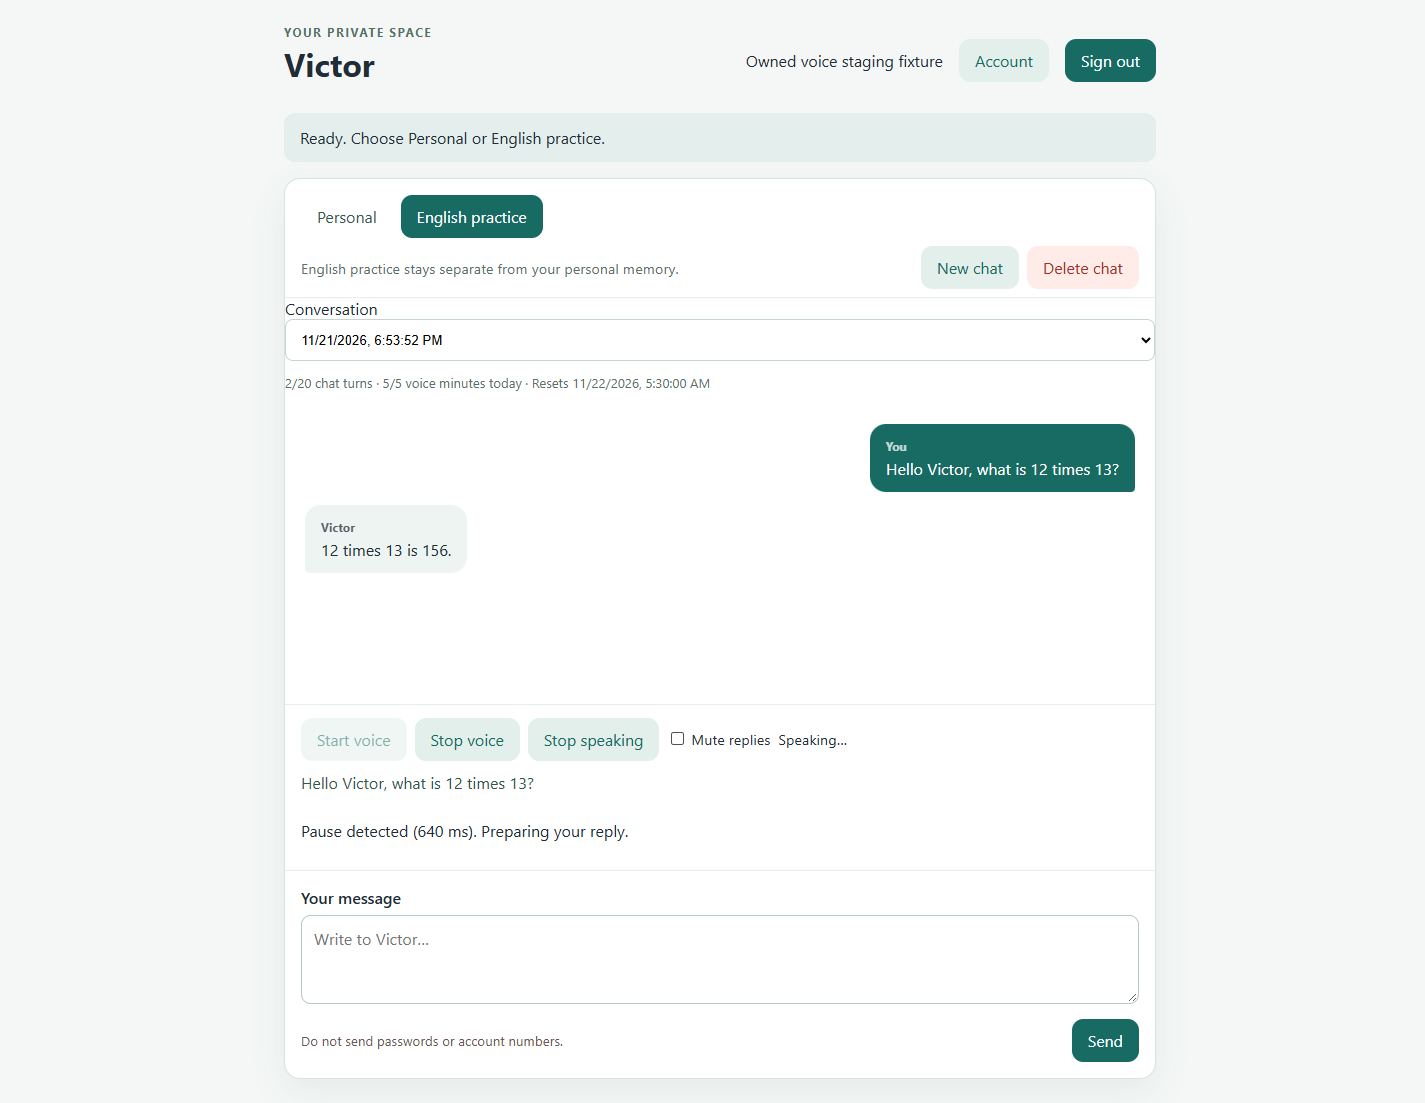 YOUR PRIVATE SPACE
Victor
Owned voice staging fixture
Account
Sign out
Ready. Choose Personal or English practice.
Personal
English practice
English practice stays separate from your personal memory.
New chat
Delete chat
Conversation
11/21/2026, 6:53:52 PM
2/20 chat turns · 5/5 voice minutes today · Resets 11/22/2026, 5:30:00 AM
You
Hello Victor, what is 12 times 13?
Victor
12 times 13 is 156.
Start voice
Stop voice
Stop speaking
Mute replies
Speaking…
Hello Victor, what is 12 times 13?
Pause detected (640 ms). Preparing your reply.
Your message
Write to Victor…
Do not send passwords or account numbers.
Send